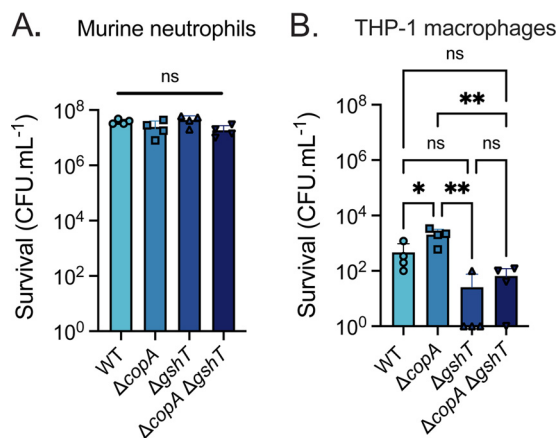 A. Murine neutrophils
ns
Survival (CFU.mL⁻¹)
10⁸
10⁶
10⁴
10²
10⁰
WT
ΔcopA
ΔgshT
ΔcopA ΔgshT
B. THP-1 macrophages
ns
**
ns
ns
* **
Survival (CFU.mL⁻¹)
10⁸
10⁶
10⁴
10²
10⁰
WT
ΔcopA
ΔgshT
ΔcopA ΔgshT